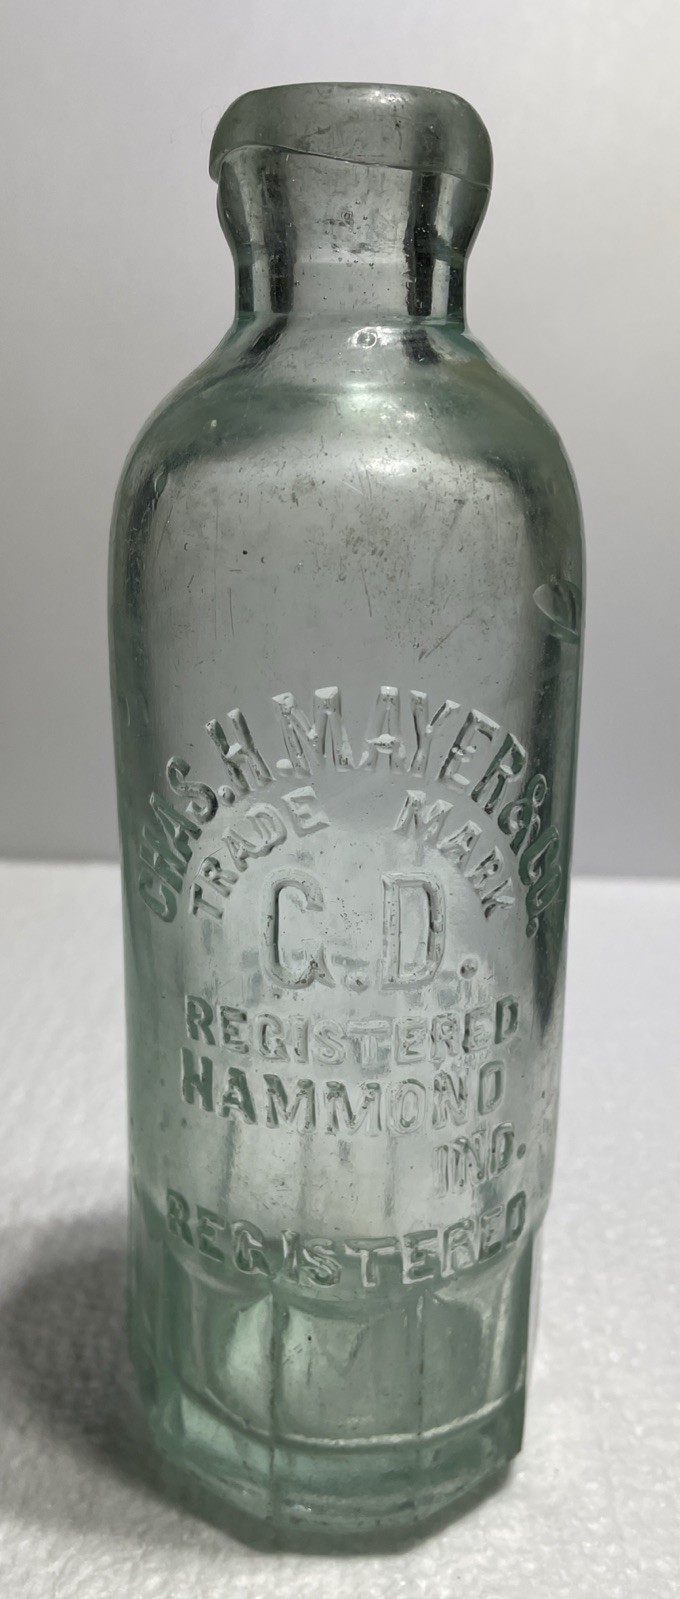 CHAS. H. MAYER & CO.
TRADE MARK
C.D.
REGISTERED
HAMMOND
IND.
REGISTERED